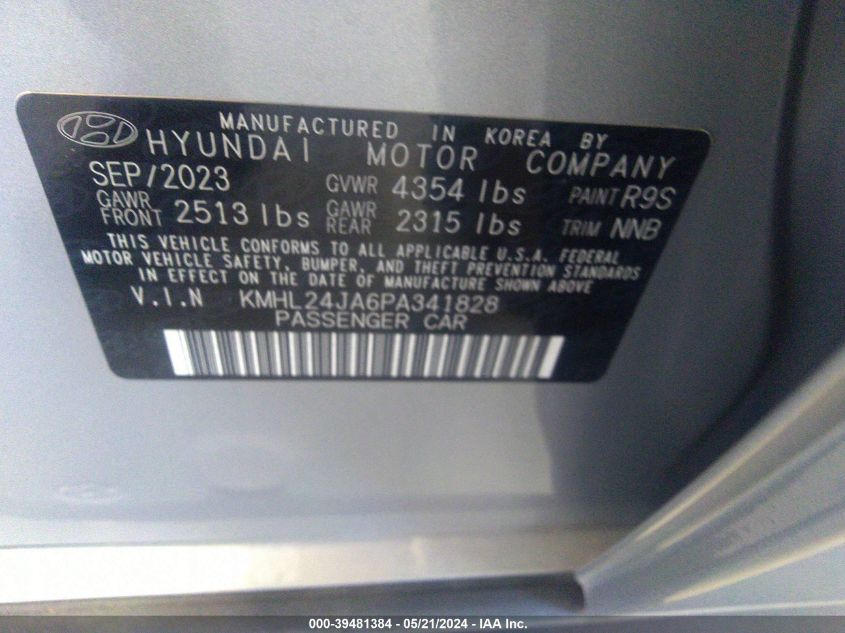 MANUFACTURED IN KOREA BY
HYUNDAI MOTOR COMPANY
SEP/2023 GVWR 4354 lbs PAINT R9S
GAWR FRONT 2513 lbs GAWR REAR 2315 lbs TRIM NNB
THIS VEHICLE CONFORMS TO ALL APPLICABLE U.S.A. FEDERAL
MOTOR VEHICLE SAFETY, BUMPER, AND THEFT PREVENTION STANDARDS
IN EFFECT ON THE DATE OF MANUFACTURE SHOWN ABOVE
V.I.N KMHL24JA6PA341828
PASSENGER CAR
000-39481384 - 05/21/2024 - IAA Inc.